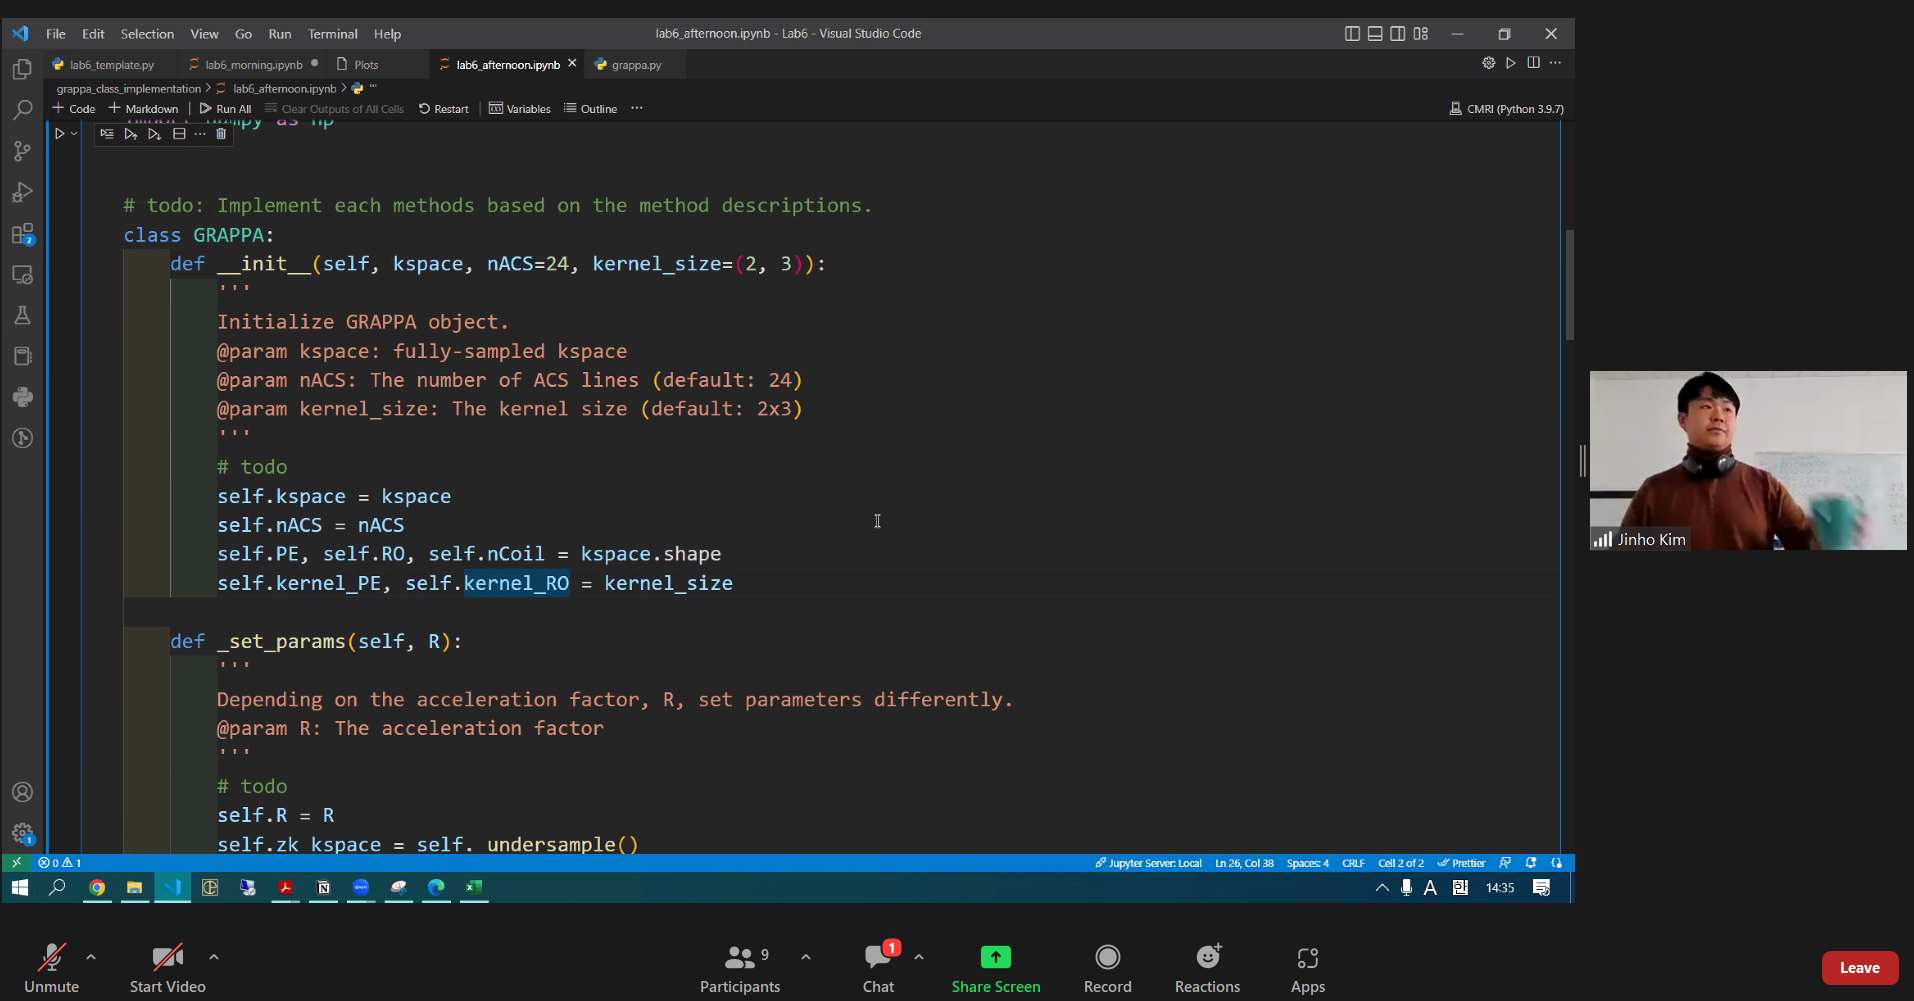 File Edit Selection View Go Run Terminal Help
lab6_afternoon.ipynb - Lab6 - Visual Studio Code
lab6_template.py lab6_morning.ipynb Plots lab6_afternoon.ipynb grappa.py
grappa_class_implementation > lab6_afternoon.ipynb > '''
+ Code + Markdown Run All Clear Outputs of All Cells Restart Variables Outline ... CMRI (Python 3.9.7)
import numpy as np
# todo: Implement each methods based on the method descriptions.
class GRAPPA:
def __init__(self, kspace, nACS=24, kernel_size=(2, 3)):
'''
Initialize GRAPPA object.
@param kspace: fully-sampled kspace
@param nACS: The number of ACS lines (default: 24)
@param kernel_size: The kernel size (default: 2x3)
'''
# todo
self.kspace = kspace
self.nACS = nACS
self.PE, self.RO, self.nCoil = kspace.shape
self.kernel_PE, self.kernel_RO = kernel_size
def _set_params(self, R):
'''
Depending on the acceleration factor, R, set parameters differently.
@param R: The acceleration factor
'''
# todo
self.R = R
self.zk_kspace = self._undersample()
2
1
0 1 Jupyter Server: Local Ln 26, Col 38 Spaces: 4 CRLF Cell 2 of 2 Prettier
A 한 14:35
Jinho Kim
Unmute Start Video Participants 9 Chat 1 Share Screen Record Reactions Apps Leave